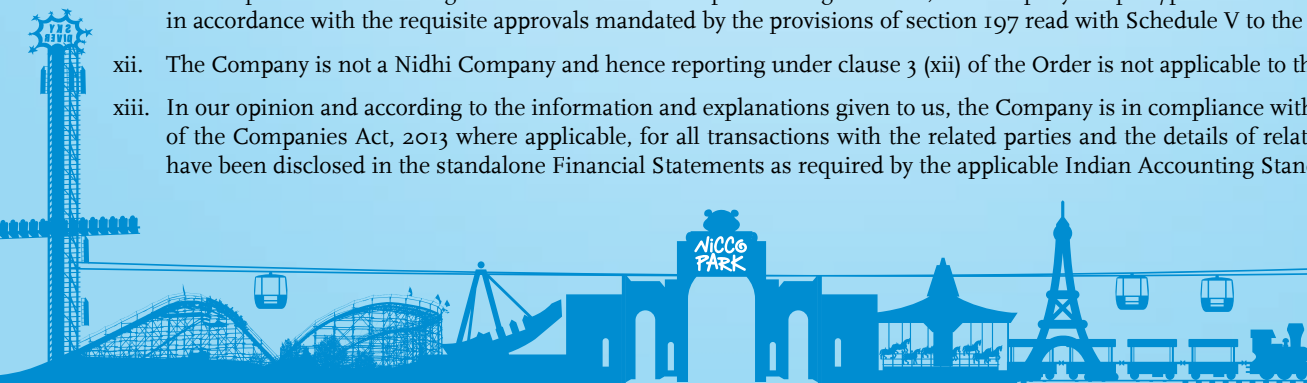 in accordance with the requisite approvals mandated by the provisions of section 197 read with Schedule V to the
xii. The Company is not a Nidhi Company and hence reporting under clause 3 (xii) of the Order is not applicable to th
xiii. In our opinion and according to the information and explanations given to us, the Company is in compliance with
of the Companies Act, 2013 where applicable, for all transactions with the related parties and the details of relat
have been disclosed in the standalone Financial Statements as required by the applicable Indian Accounting Stan
SKY
DIVER
NICCO
PARK